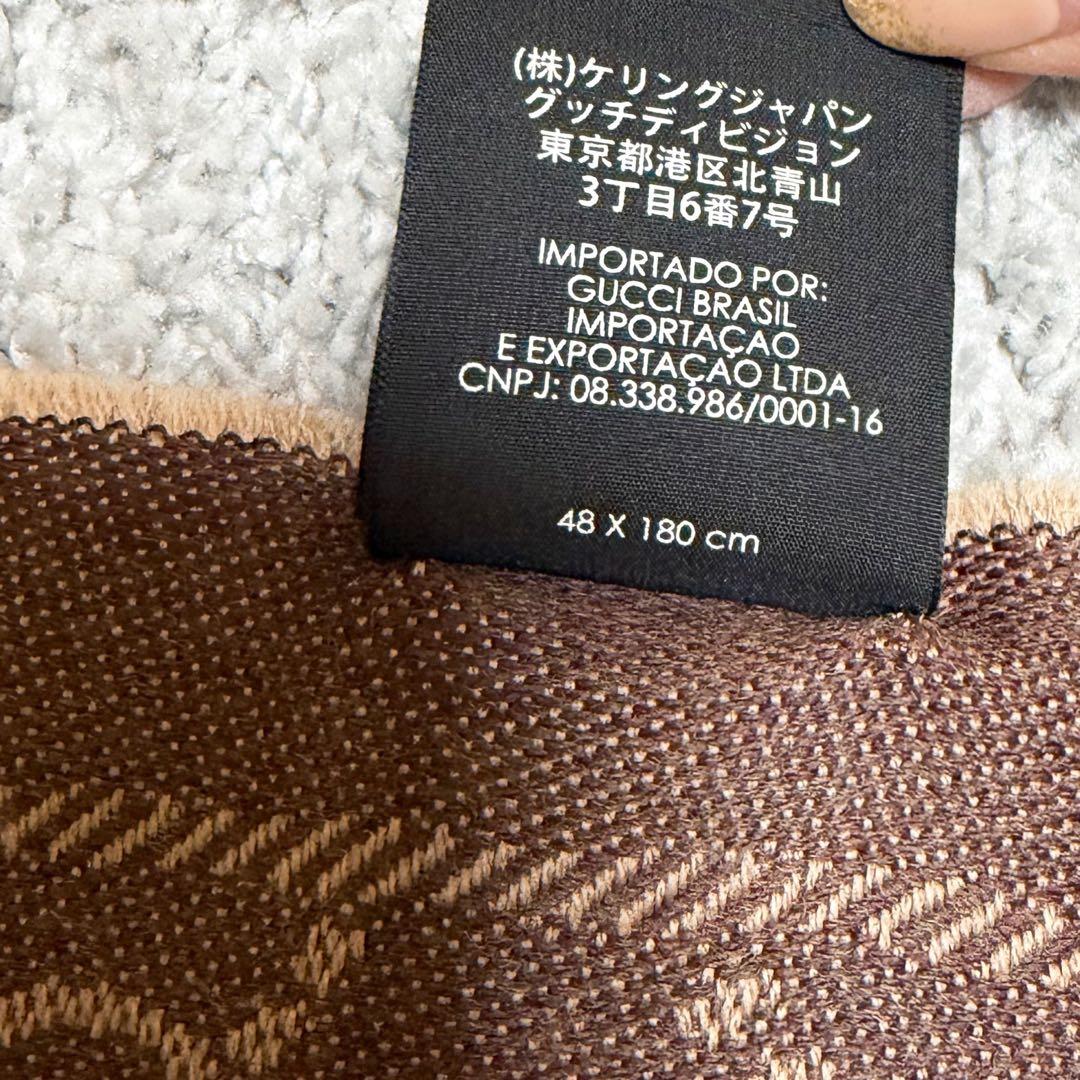 (株)ケリングジャパン
グッチディビジョン
東京都港区北青山
3丁目6番7号
IMPORTADO POR:
GUCCI BRASIL
IMPORTAÇAO
E EXPORTAÇAO LTDA
CNPJ: 08.338.986/0001-16
48 X 180 cm